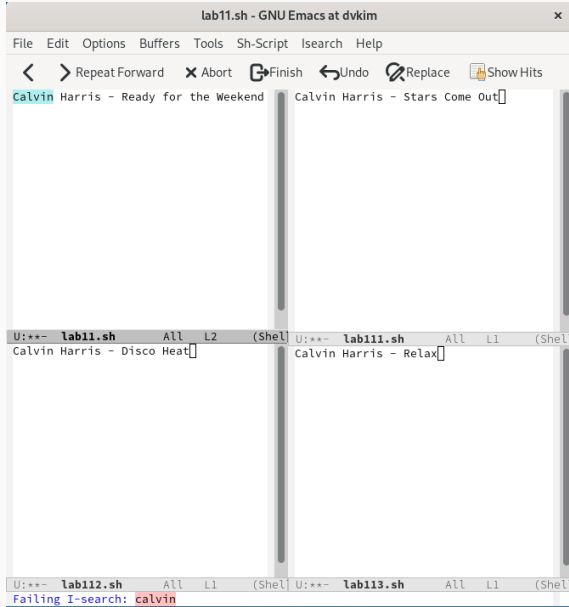 lab11.sh - GNU Emacs at dvkim ×
File Edit Options Buffers Tools Sh-Script Isearch Help
Repeat Forward Abort Finish Undo Replace Show Hits
Calvin Harris - Ready for the Weekend
Calvin Harris - Stars Come Out
U:**- lab11.sh All L2 (Shel
U:**- lab111.sh All L1 (Shel
Calvin Harris - Disco Heat
Calvin Harris - Relax
U:**- lab112.sh All L1 (Shel
U:**- lab113.sh All L1 (Shel
Failing I-search: calvin